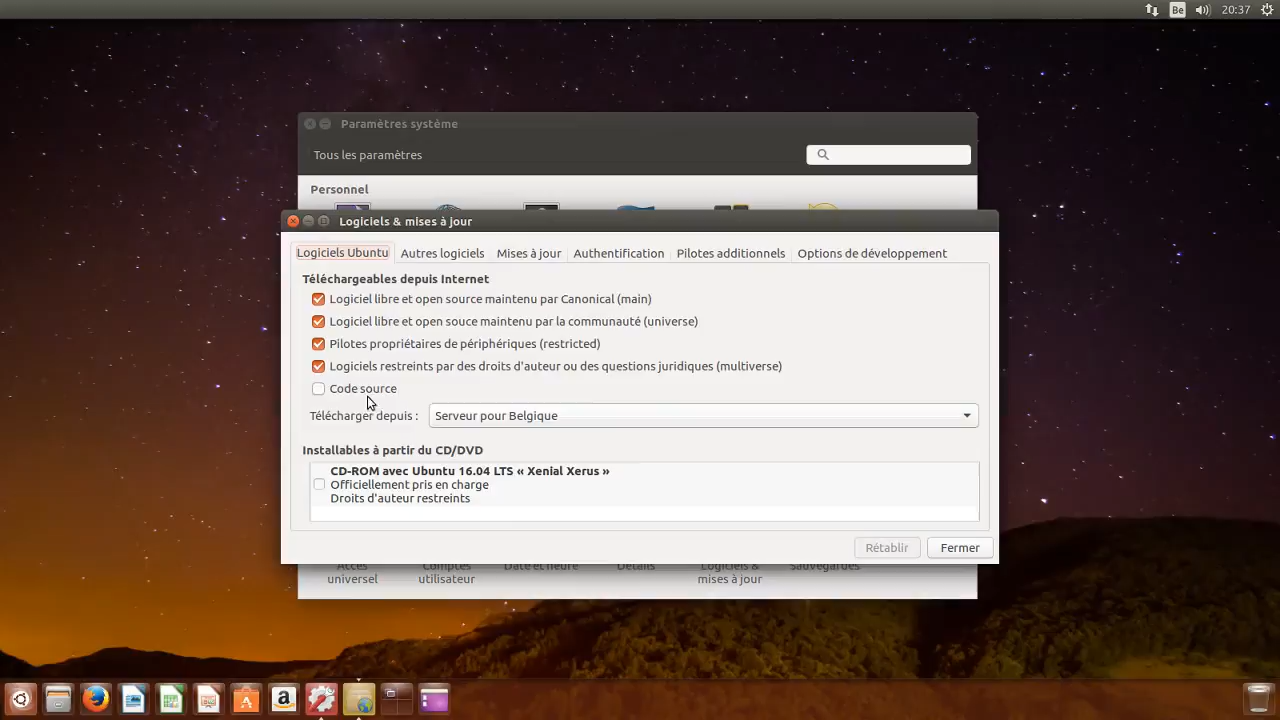 Be
20:37
Paramètres système
Tous les paramètres
Personnel
Logiciels & mises à jour
Logiciels Ubuntu
Autres logiciels
Mises à jour
Authentification
Pilotes additionnels
Options de développement
Téléchargeables depuis Internet
Logiciel libre et open source maintenu par Canonical (main)
Logiciel libre et open souce maintenu par la communauté (universe)
Pilotes propriétaires de périphériques (restricted)
Logiciels restreints par des droits d'auteur ou des questions juridiques (multiverse)
Code source
Télécharger depuis :
Serveur pour Belgique
Installables à partir du CD/DVD
CD-ROM avec Ubuntu 16.04 LTS « Xenial Xerus »
Officiellement pris en charge
Droits d'auteur restreints
Rétablir
Fermer
Accès
universel
Comptes
utilisateur
Date et heure
Détails
Logiciels &
mises à jour
Sauvegardes